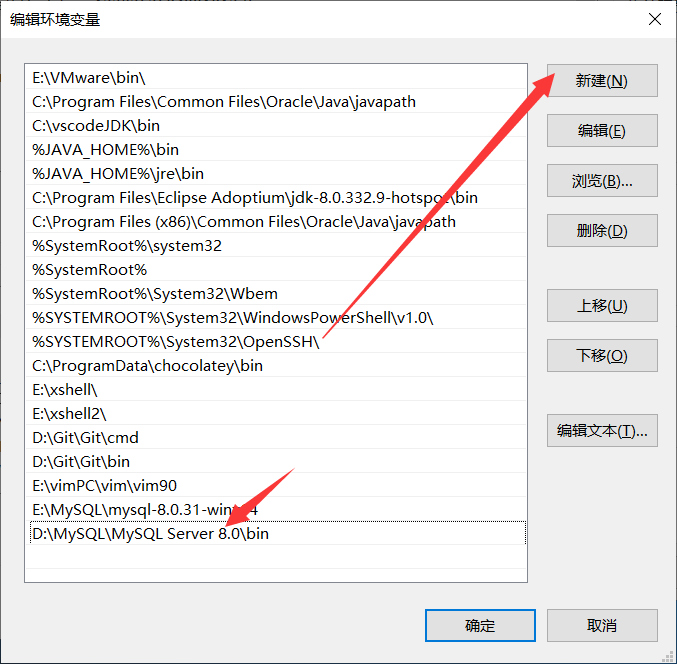 编辑环境变量
E:\VMware\bin\
C:\Program Files\Common Files\Oracle\Java\javapath
C:\vscodeJDK\bin
%JAVA_HOME%\bin
%JAVA_HOME%\jre\bin
C:\Program Files\Eclipse Adoptium\jdk-8.0.332.9-hotspot\bin
C:\Program Files (x86)\Common Files\Oracle\Java\javapath
%SystemRoot%\system32
%SystemRoot%
%SystemRoot%\System32\Wbem
%SYSTEMROOT%\System32\WindowsPowerShell\v1.0\
%SYSTEMROOT%\System32\OpenSSH\
C:\ProgramData\chocolatey\bin
E:\xshell\
E:\xshell2\
D:\Git\Git\cmd
D:\Git\Git\bin
E:\vimPC\vim\vim90
E:\MySQL\mysql-8.0.31-winx64
D:\MySQL\MySQL Server 8.0\bin
新建(N)
编辑(E)
浏览(B)...
删除(D)
上移(U)
下移(O)
编辑文本(T)...
确定
取消